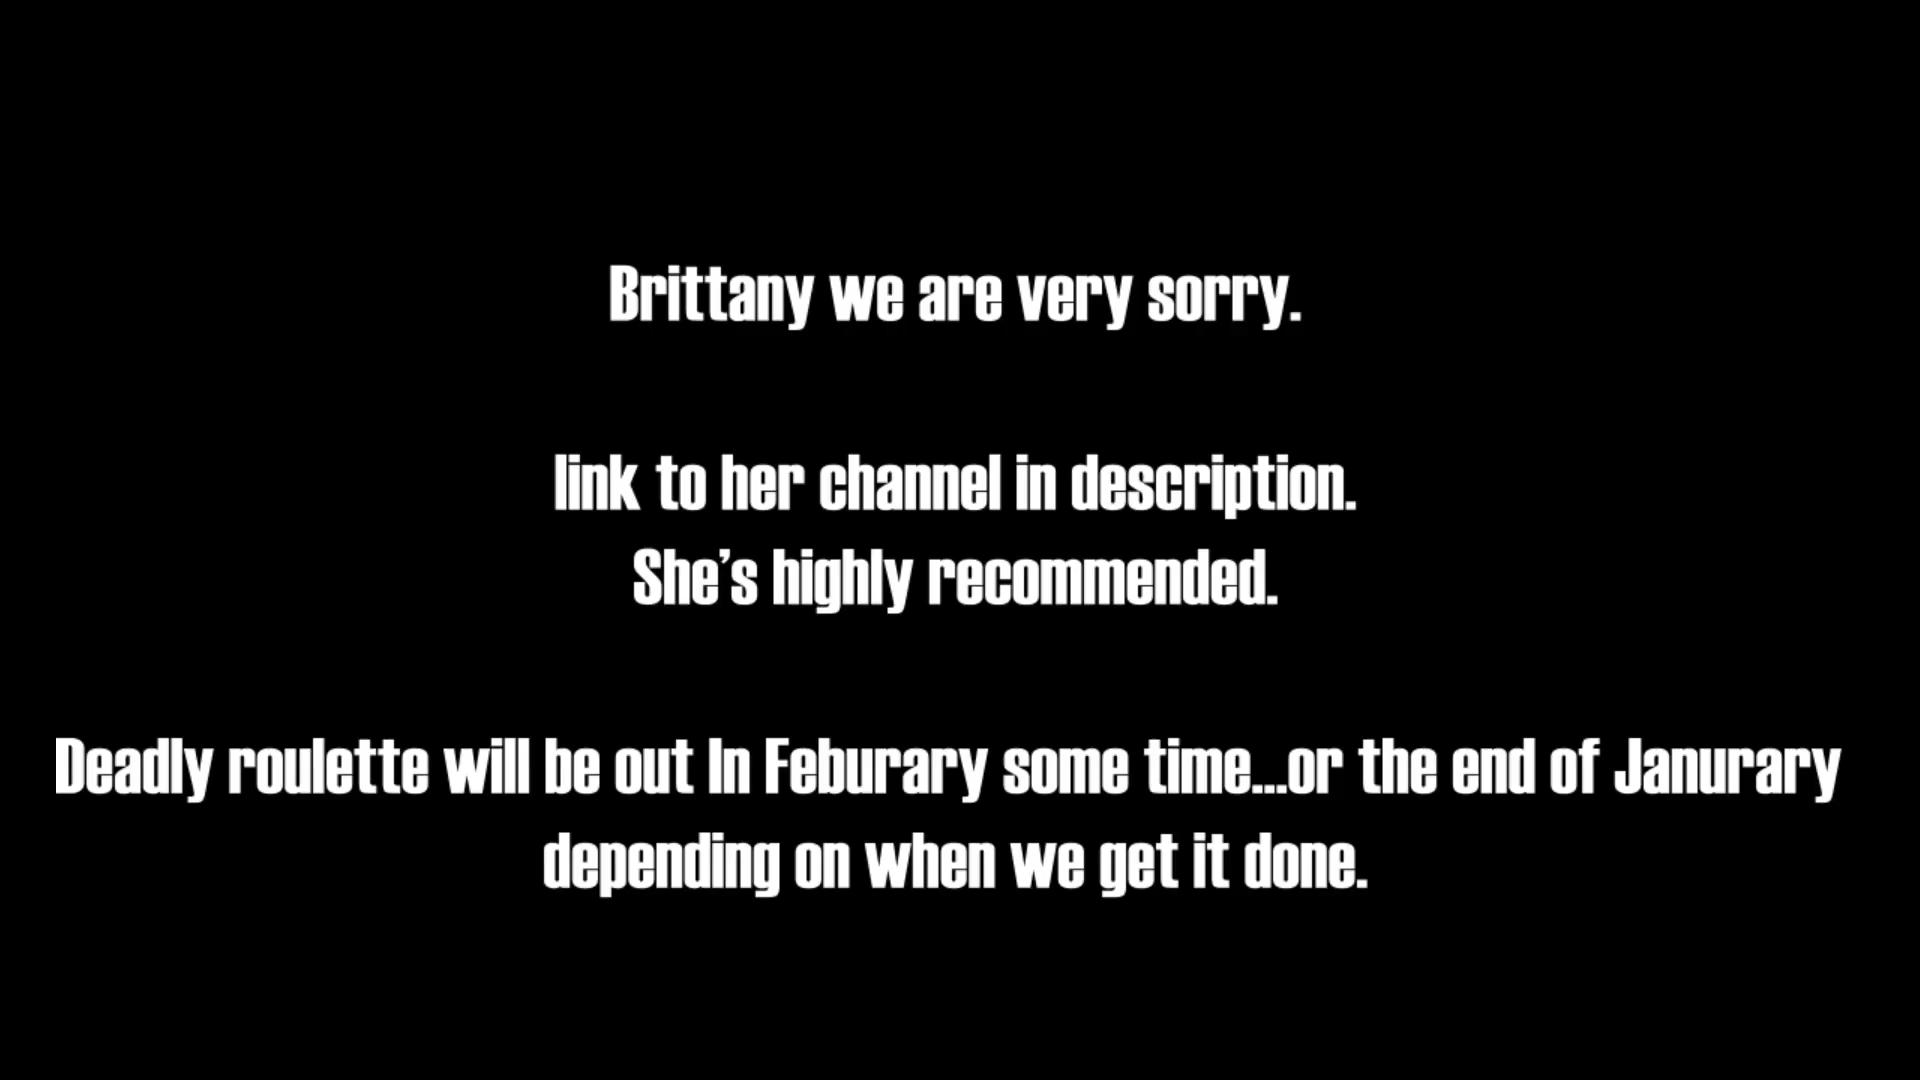 Brittany we are very sorry.
link to her channel in description.
She's highly recommended.
Deadly roulette will be out In Feburary some time...or the end of Janurary
depending on when we get it done.